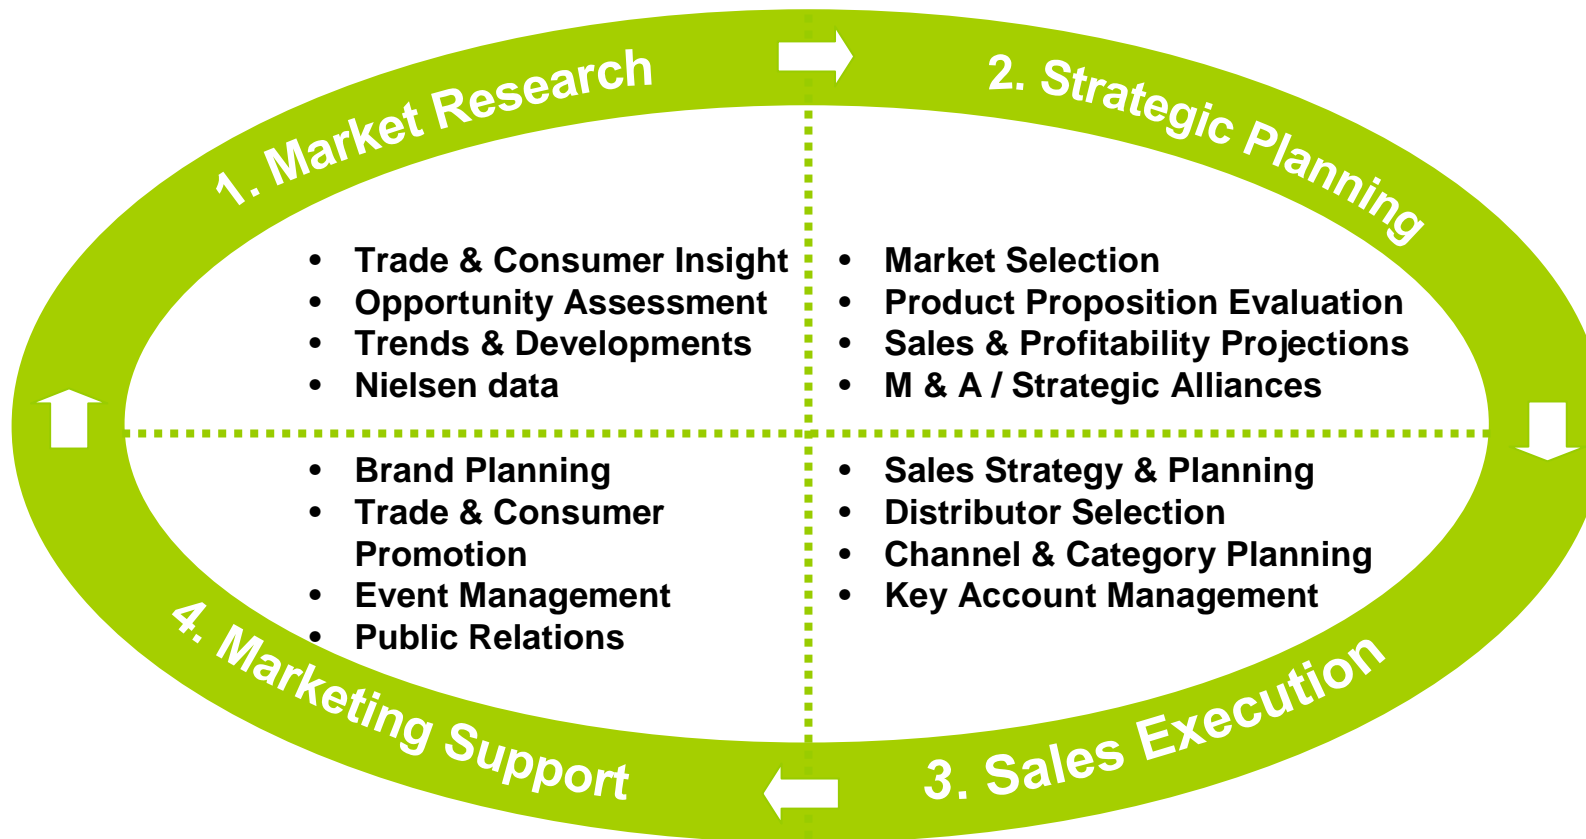 1. Market Research
2. Strategic Planning
• Trade & Consumer Insight
• Opportunity Assessment
• Trends & Developments
• Nielsen data
• Market Selection
• Product Proposition Evaluation
• Sales & Profitability Projections
• M & A / Strategic Alliances
• Brand Planning
• Trade & Consumer
Promotion
• Event Management
• Public Relations
• Sales Strategy & Planning
• Distributor Selection
• Channel & Category Planning
• Key Account Management
4. Marketing Support
3. Sales Execution